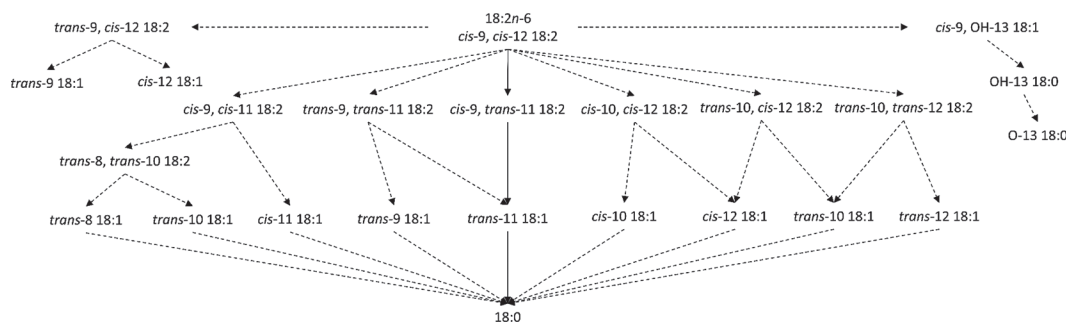 18:2n-6
trans-9, cis-12 18:2
cis-9, cis-12 18:2
cis-9, OH-13 18:1
trans-9 18:1
cis-12 18:1
OH-13 18:0
cis-9, cis-11 18:2
trans-9, trans-11 18:2
cis-9, trans-11 18:2
cis-10, cis-12 18:2
trans-10, cis-12 18:2
trans-10, trans-12 18:2
O-13 18:0
trans-8, trans-10 18:2
trans-8 18:1
trans-10 18:1
cis-11 18:1
trans-9 18:1
trans-11 18:1
cis-10 18:1
cis-12 18:1
trans-10 18:1
trans-12 18:1
18:0